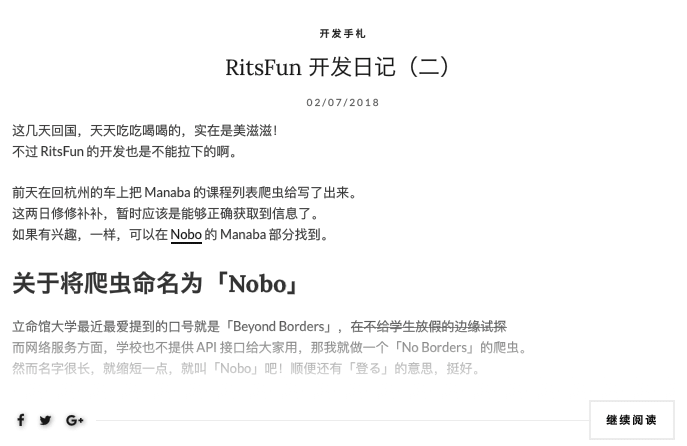 开发手札
RitsFun 开发日记（二）
02/07/2018
这几天回国，天天吃吃喝喝的，实在是美滋滋！
不过 RitsFun 的开发也是不能拉下的啊。
前天在回杭州的车上把 Manaba 的课程列表爬虫给写了出来。
这两日修修补补，暂时应该是能够正确获取到信息了。
如果有兴趣，一样，可以在 Nobo 的 Manaba 部分找到。
关于将爬虫命名为「Nobo」
立命馆大学最近最爱提到的口号就是「Beyond Borders」，在不给学生放假的边缘试探
而网络服务方面，学校也不提供 API 接口给大家用，那我就做一个「No Borders」的爬虫。
然而名字很长，就缩短一点，就叫「Nobo」吧！顺便还有「登る」的意思，挺好。
继续阅读